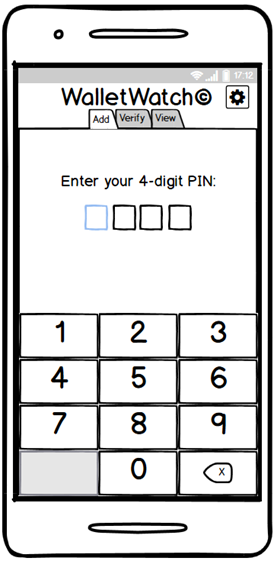 17:12
WalletWatch©
Add Verify View
Enter your 4-digit PIN:
1 2 3
4 5 6
7 8 9
0 X